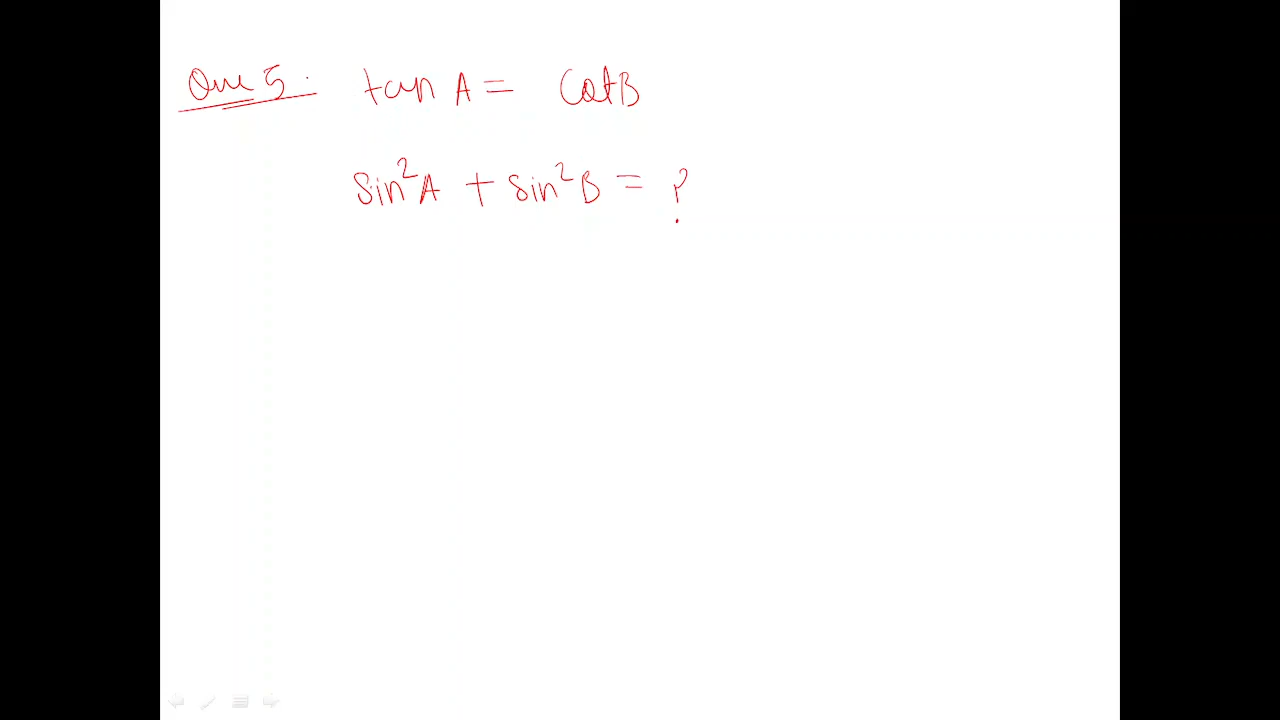 Que 5.
tan A = Cot B
Sin²A + Sin²B = ?